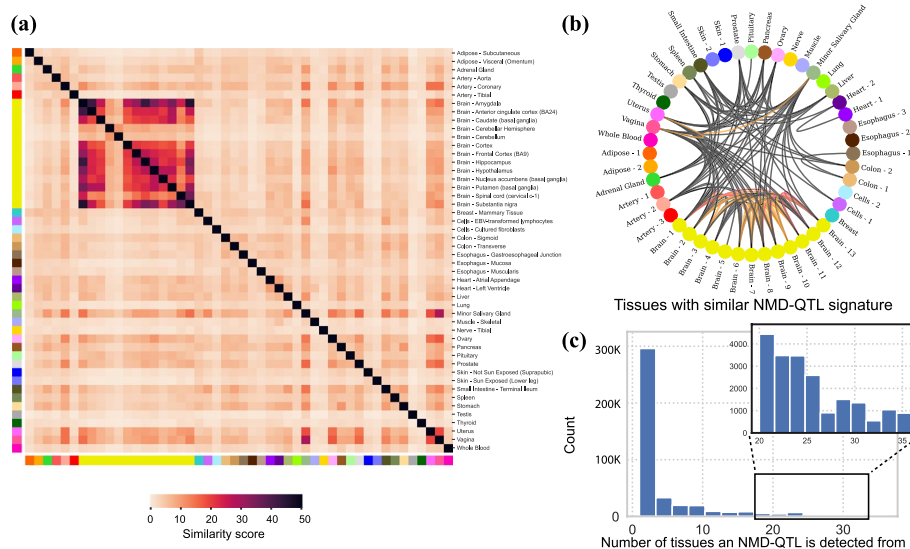 (a)
Adipose - Subcutaneous
Adipose - Visceral (Omentum)
Adrenal Gland
Artery - Aorta
Artery - Coronary
Artery - Tibial
Brain - Amygdala
Brain - Anterior cingulate cortex (BA24)
Brain - Caudate (basal ganglia)
Brain - Cerebellar Hemisphere
Brain - Cerebellum
Brain - Cortex
Brain - Frontal Cortex (BA9)
Brain - Hippocampus
Brain - Hypothalamus
Brain - Nucleus accumbens (basal ganglia)
Brain - Putamen (basal ganglia)
Brain - Spinal cord (cervical c-1)
Brain - Substantia nigra
Breast - Mammary Tissue
Cells - EBV-transformed lymphocytes
Cells - Cultured fibroblasts
Colon - Sigmoid
Colon - Transverse
Esophagus - Gastroesophageal Junction
Esophagus - Mucosa
Esophagus - Muscularis
Heart - Atrial Appendage
Heart - Left Ventricle
Liver
Lung
Minor Salivary Gland
Muscle - Skeletal
Nerve - Tibial
Ovary
Pancreas
Pituitary
Prostate
Skin - Not Sun Exposed (Suprapubic)
Skin - Sun Exposed (Lower leg)
Small Intestine - Terminal Ileum
Spleen
Stomach
Testis
Thyroid
Uterus
Vagina
Whole Blood
0 10 20 30 40 50
Similarity score
(b)
Lung
Minor Salivary Gland
Muscle
Nerve
Ovary
Pancreas
Pituitary
Prostate
Skin - 1
Skin - 2
Small Intestine
Spleen
Stomach
Testis
Thyroid
Uterus
Vagina
Whole Blood
Adipose - 1
Adipose - 2
Adrenal Gland
Artery - 1
Artery - 2
Artery - 3
Brain - 1
Brain - 2
Brain - 3
Brain - 4
Brain - 5
Brain - 6
Brain - 7
Brain - 8
Brain - 9
Brain - 10
Brain - 11
Brain - 12
Brain - 13
Breast
Cells - 1
Cells - 2
Colon - 1
Colon - 2
Esophagus - 1
Esophagus - 2
Esophagus - 3
Heart - 1
Heart - 2
Liver
Tissues with similar NMD-QTL signature
(c)
300K
200K
100K
0
Count
0 10 20 30
Number of tissues an NMD-QTL is detected from
4000
3000
2000
1000
0
20 25 30 35